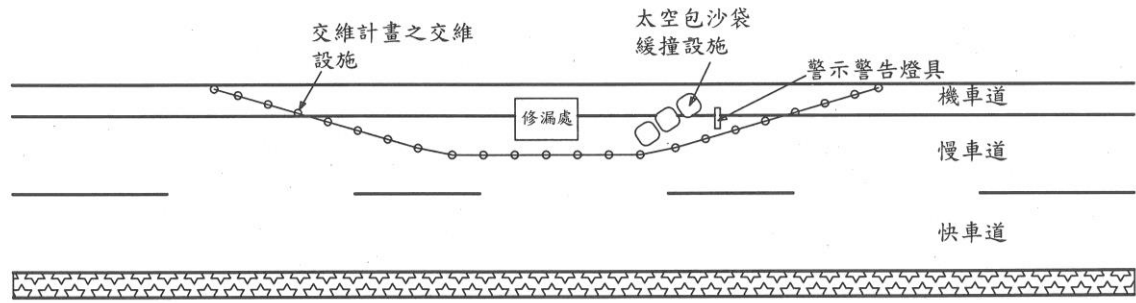 交維計畫之交維
設施
太空包沙袋
緩撞設施
警示警告燈具
機車道
修漏處
慢車道
快車道